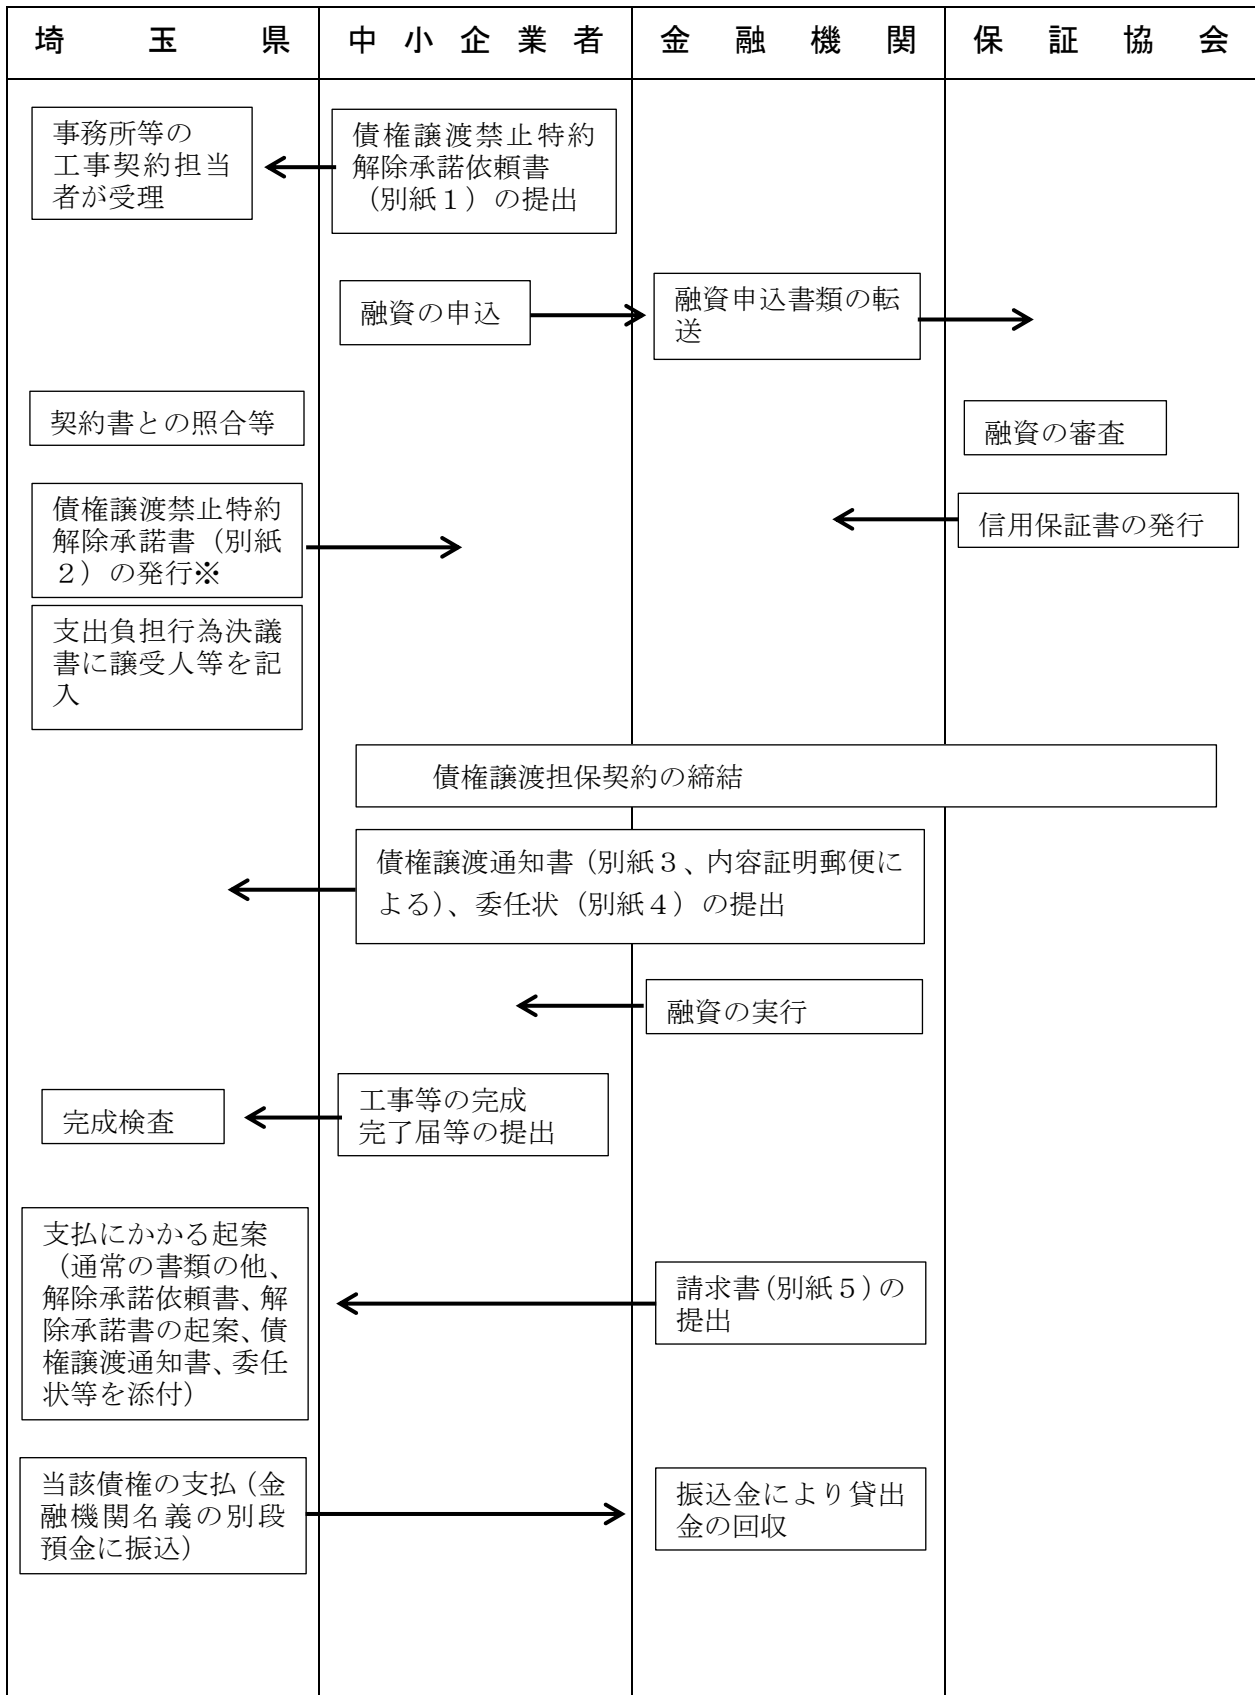 埼玉県
中小企業者
金融機関
保証協会
事務所等の
工事契約担当
者が受理
債権譲渡禁止特約
解除承諾依頼書
（別紙１）の提出
融資の申込
融資申込書類の転
送
契約書との照合等
融資の審査
債権譲渡禁止特約
解除承諾書（別紙
２）の発行※
信用保証書の発行
支出負担行為決議
書に譲受人等を記
入
債権譲渡担保契約の締結
債権譲渡通知書（別紙３、内容証明郵便に
よる）、委任状（別紙４）の提出
融資の実行
完成検査
工事等の完成
完了届等の提出
支払にかかる起案
（通常の書類の他、
解除承諾依頼書、解
除承諾書の起案、債
権譲渡通知書、委任
状等を添付）
請求書（別紙５）の
提出
当該債権の支払（金
融機関名義の別段
預金に振込）
振込金により貸出
金の回収